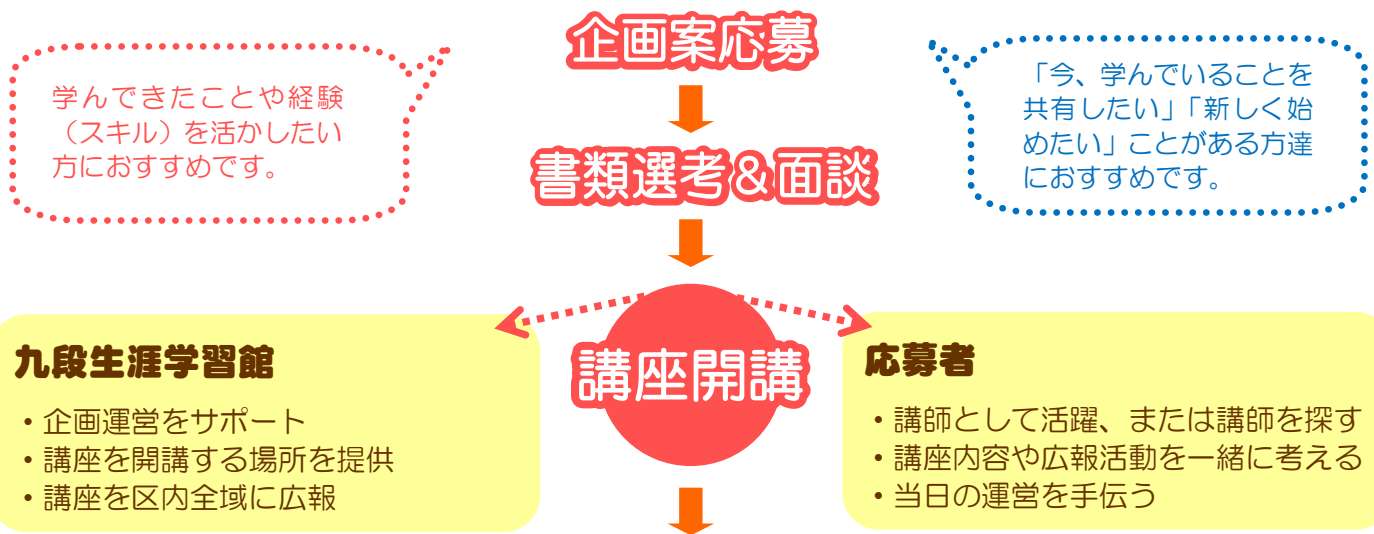 企画案応募
学んできたことや経験
（スキル）を活かしたい
方におすすめです。
「今、学んでいることを
共有したい」「新しく始
めたい」ことがある方達
におすすめです。
書類選考&面談
講座開講
九段生涯学習館
・企画運営をサポート
・講座を開講する場所を提供
・講座を区内全域に広報
応募者
・講師として活躍、または講師を探す
・講座内容や広報活動を一緒に考える
・当日の運営を手伝う